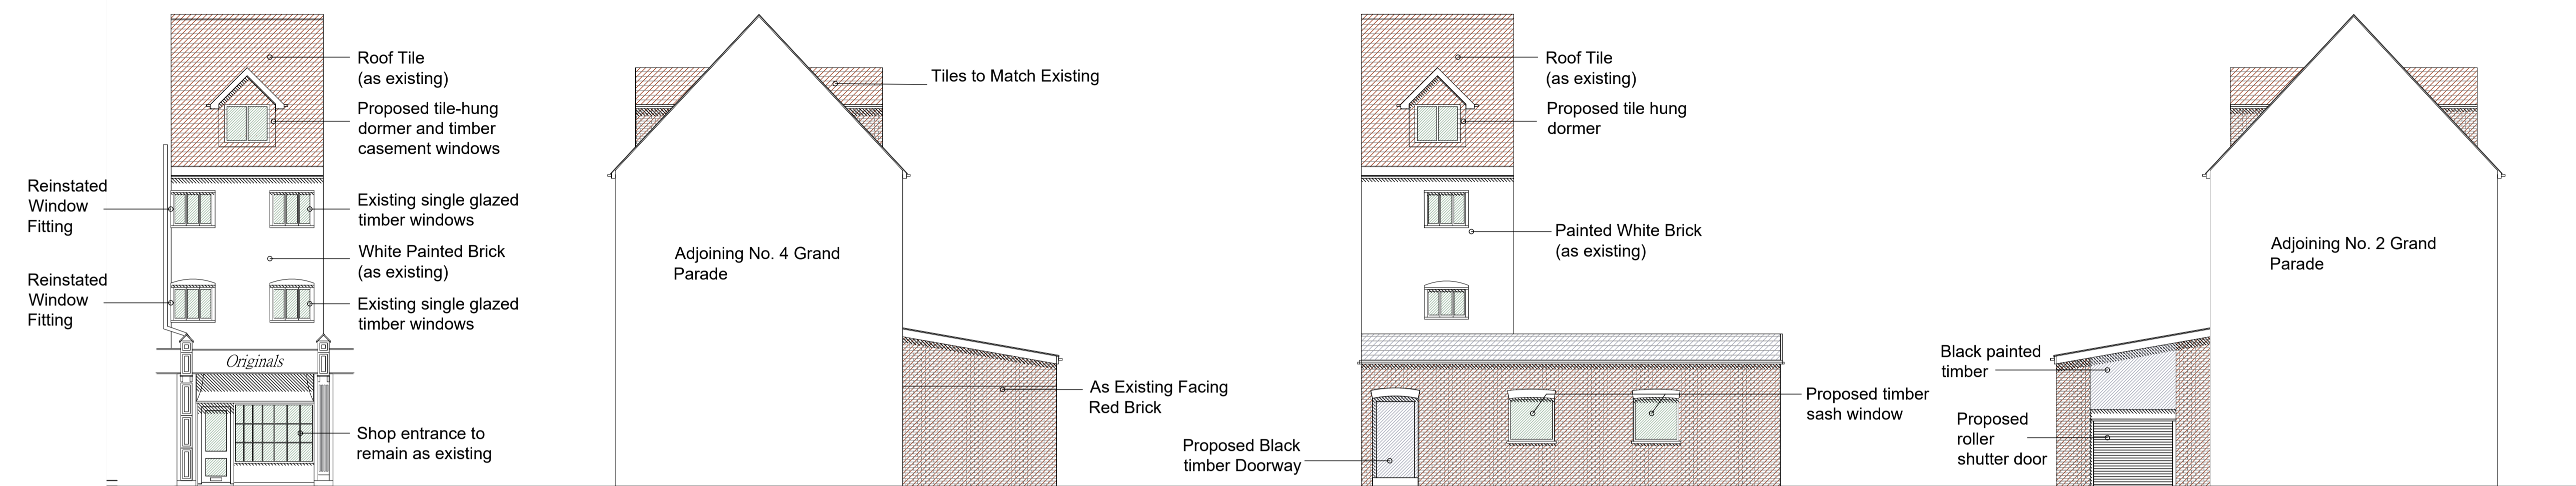 Roof Tile
(as existing)
Proposed tile-hung
dormer and timber
casement windows
Reinstated
Window
Fitting
Existing single glazed
timber windows
White Painted Brick
(as existing)
Reinstated
Window
Fitting
Existing single glazed
timber windows
Originals
Shop entrance to
remain as existing
Tiles to Match Existing
Adjoining No. 4 Grand
Parade
As Existing Facing
Red Brick
Roof Tile
(as existing)
Proposed tile hung
dormer
Painted White Brick
(as existing)
Proposed timber
sash window
Proposed Black
timber Doorway
Adjoining No. 2 Grand
Parade
Black painted
timber
Proposed
roller
shutter door